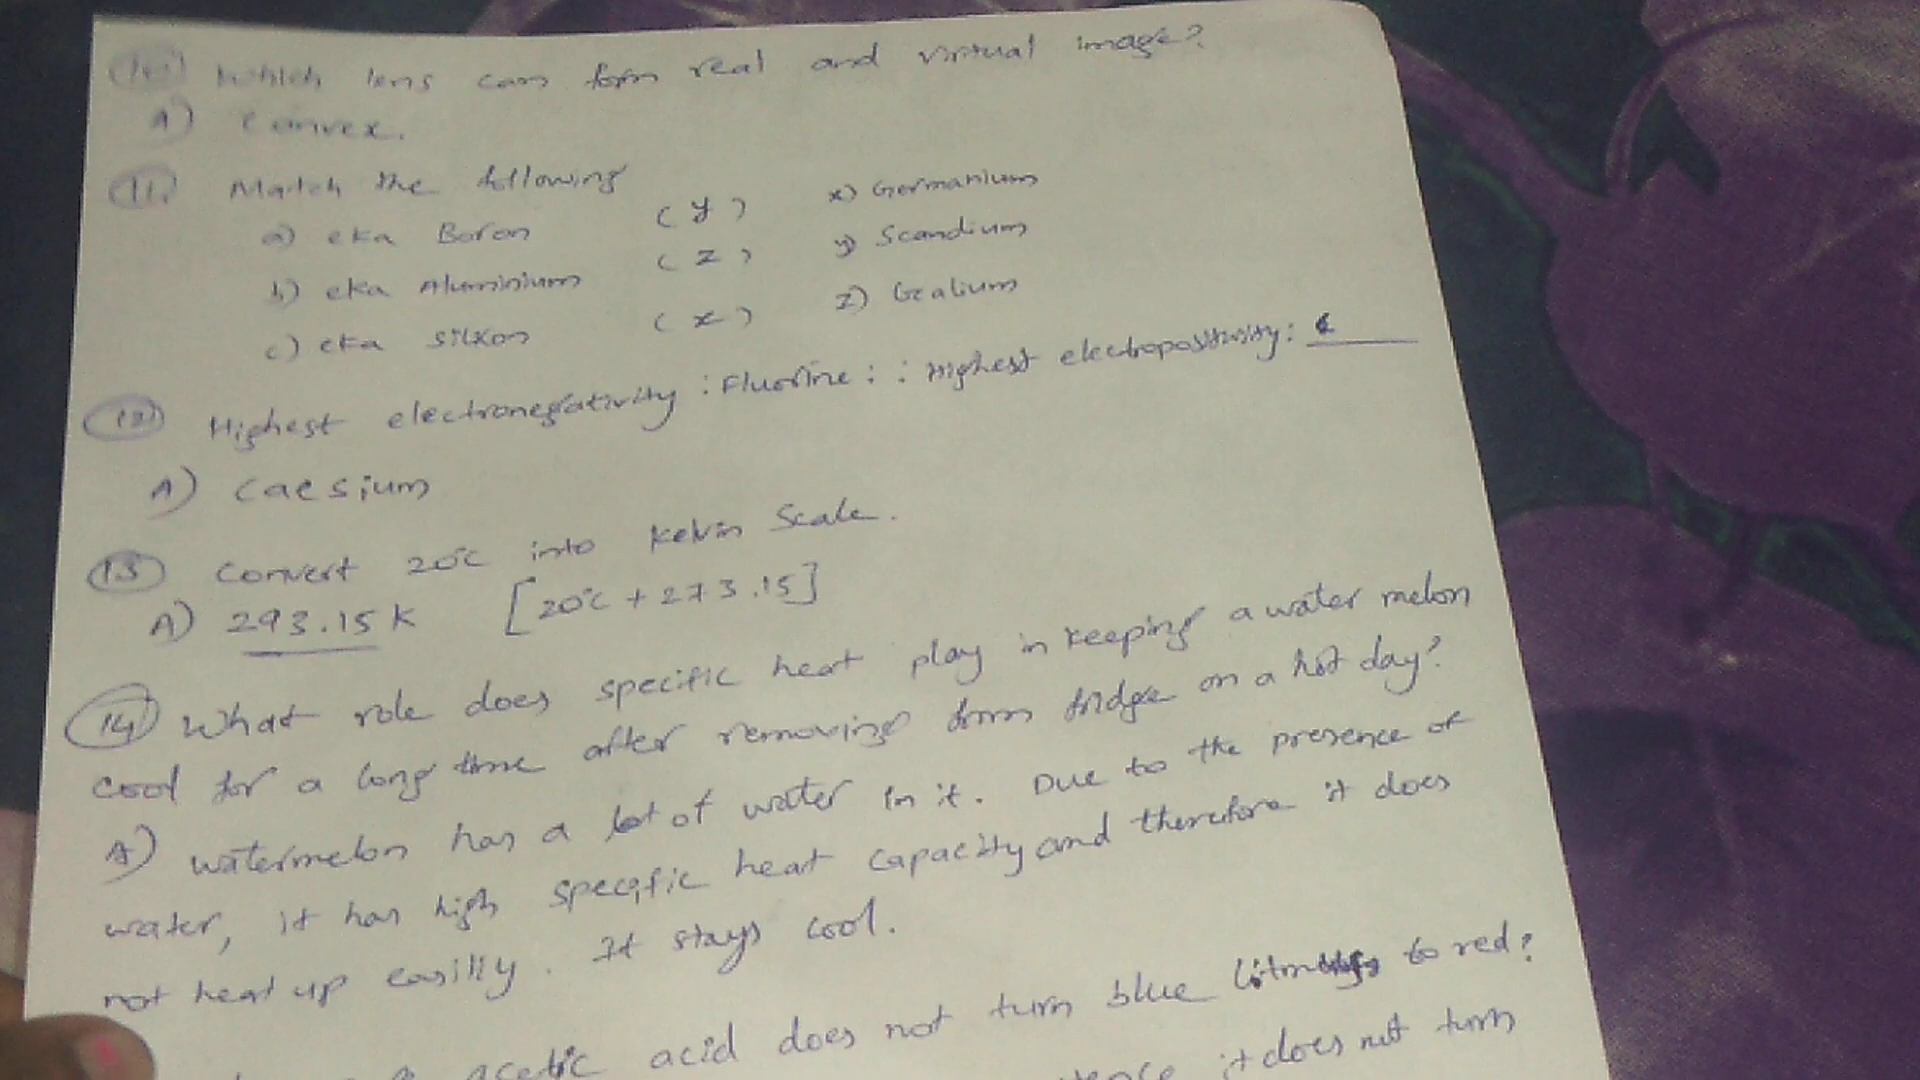 10. Which lens can form real and virtual image?
A) Convex.
11. Match the following
a) eka Boron (y) x) Germanium
b) eka Aluminium (z) y) Scandium
c) eka silicon (x) z) Gealium
12) Highest electronegativity : Fluorine : : Highest electropositivity :
A) Caesium
13 Convert 20°C into Kelvin Scale.
A) 293.15 K [20°C + 273.15]
14) What role does specific heat play in keeping a water melon
cool for a long time after removing from fridge on a hot day?
A) watermelon has a lot of water in it. Due to the presence of
water, it has high specific heat capacity and therefore it does
not heat up easilly. It stays cool.
acetic acid does not turn blue litmus to red?
it does not turn